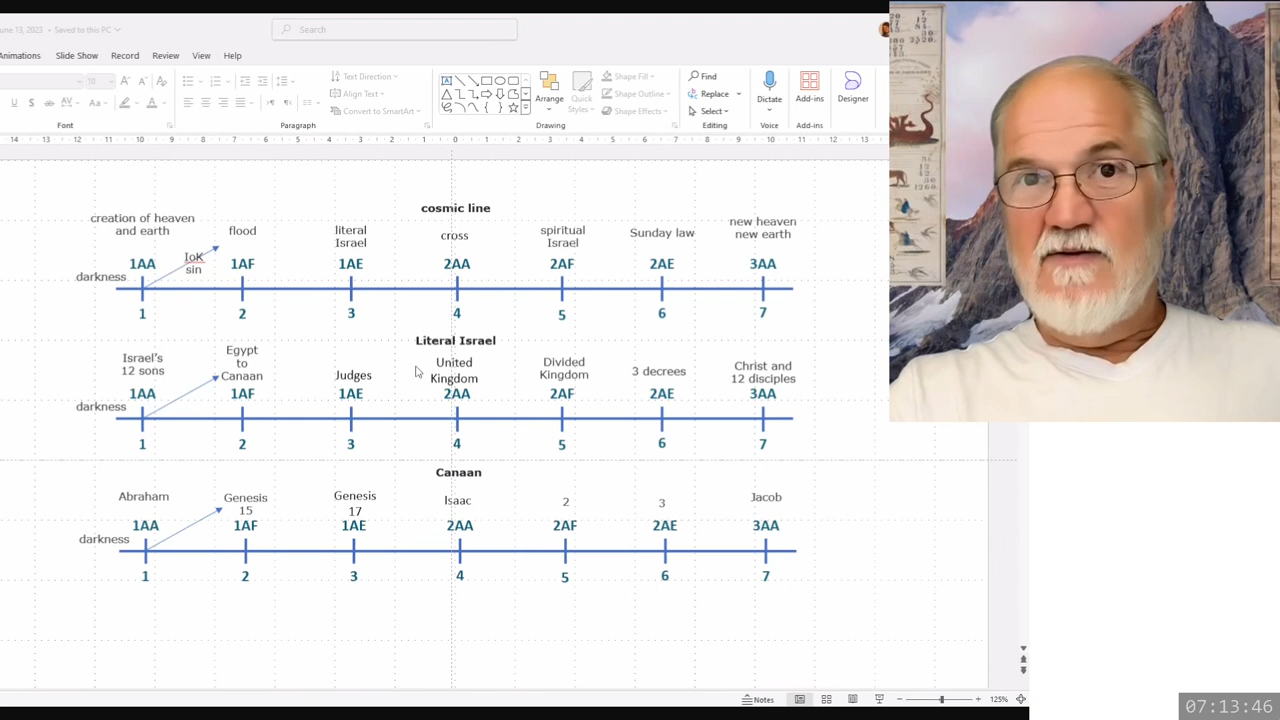 une 13, 2023 • Saved to this PC
Search
Animations Slide Show Record Review View Help
Text Direction
Align Text
Convert to SmartArt
Arrange
Quick Styles
Shape Fill
Shape Outline
Shape Effects
Find
Replace
Select
Dictate
Add-ins
Designer
Font Paragraph Drawing Editing Voice Add-ins
cosmic line
creation of heaven and earth
flood
literal Israel
cross
spiritual Israel
Sunday law
new heaven new earth
IoK
sin
darkness
1AA 1AF 1AE 2AA 2AF 2AE 3AA
1 2 3 4 5 6 7
Literal Israel
Israel's 12 sons
Egypt to Canaan
Judges
United Kingdom
Divided Kingdom
3 decrees
Christ and 12 disciples
1AA 1AF 1AE 2AA 2AF 2AE 3AA
darkness
1 2 3 4 5 6 7
Canaan
Abraham
Genesis 15
Genesis 17
Isaac
2
3
Jacob
1AA 1AF 1AE 2AA 2AF 2AE 3AA
darkness
1 2 3 4 5 6 7
Notes
125%
07:13:46